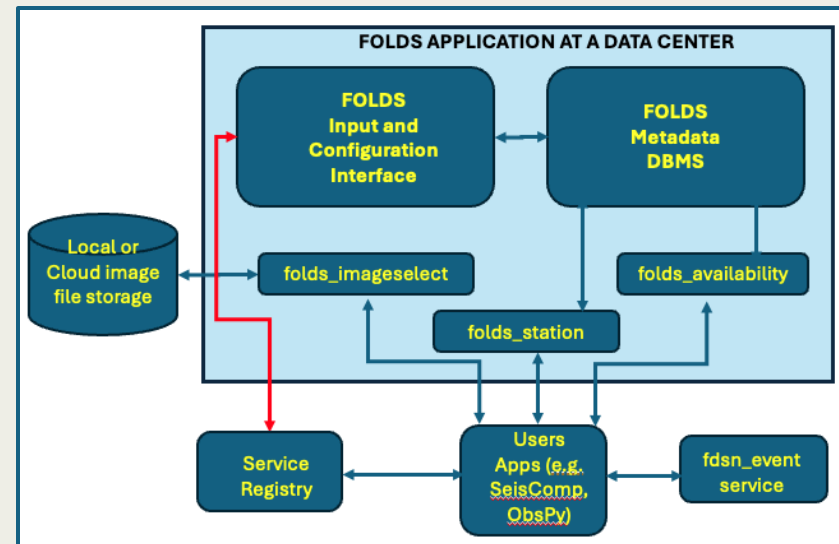 FOLDS APPLICATION AT A DATA CENTER
FOLDS
Input and
Configuration
Interface
FOLDS
Metadata
DBMS
Local or
Cloud image
file storage
folds_imageselect
folds_availability
folds_station
Service
Registry
Users
Apps (e.g.
SeisComp,
ObsPy)
fdsn_event
service